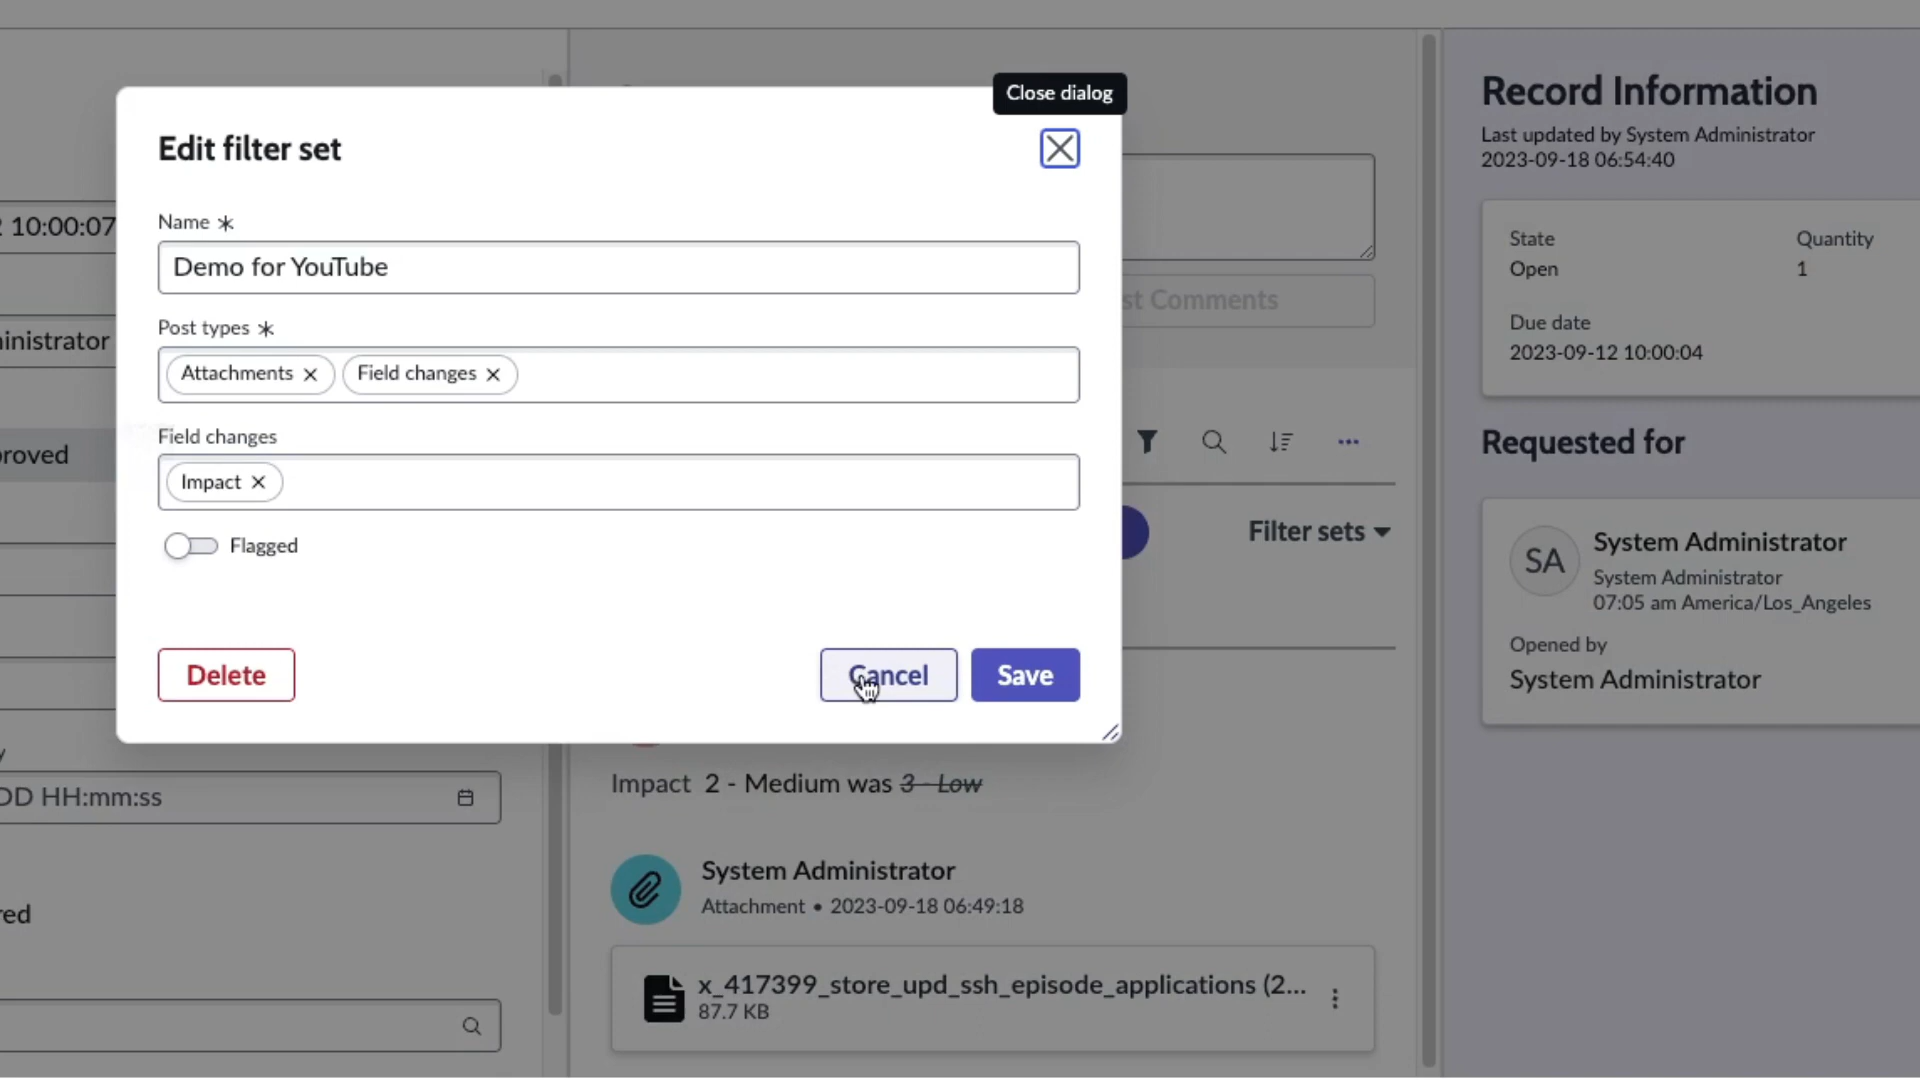 Close dialog
Edit filter set
Name *
Demo for YouTube
Post types *
Attachments
Field changes
Field changes
Impact
Flagged
Delete
Cancel
Save
10:00:07
inistrator
roved
DD HH:mm:ss
red
st Comments
Filter sets
Impact 2 - Medium was 3 - Low
System Administrator
Attachment • 2023-09-18 06:49:18
x_417399_store_upd_ssh_episode_applications (2...
87.7 KB
Record Information
Last updated by System Administrator
2023-09-18 06:54:40
State
Quantity
Open
1
Due date
2023-09-12 10:00:04
Requested for
SA
System Administrator
System Administrator
07:05 am America/Los_Angeles
Opened by
System Administrator